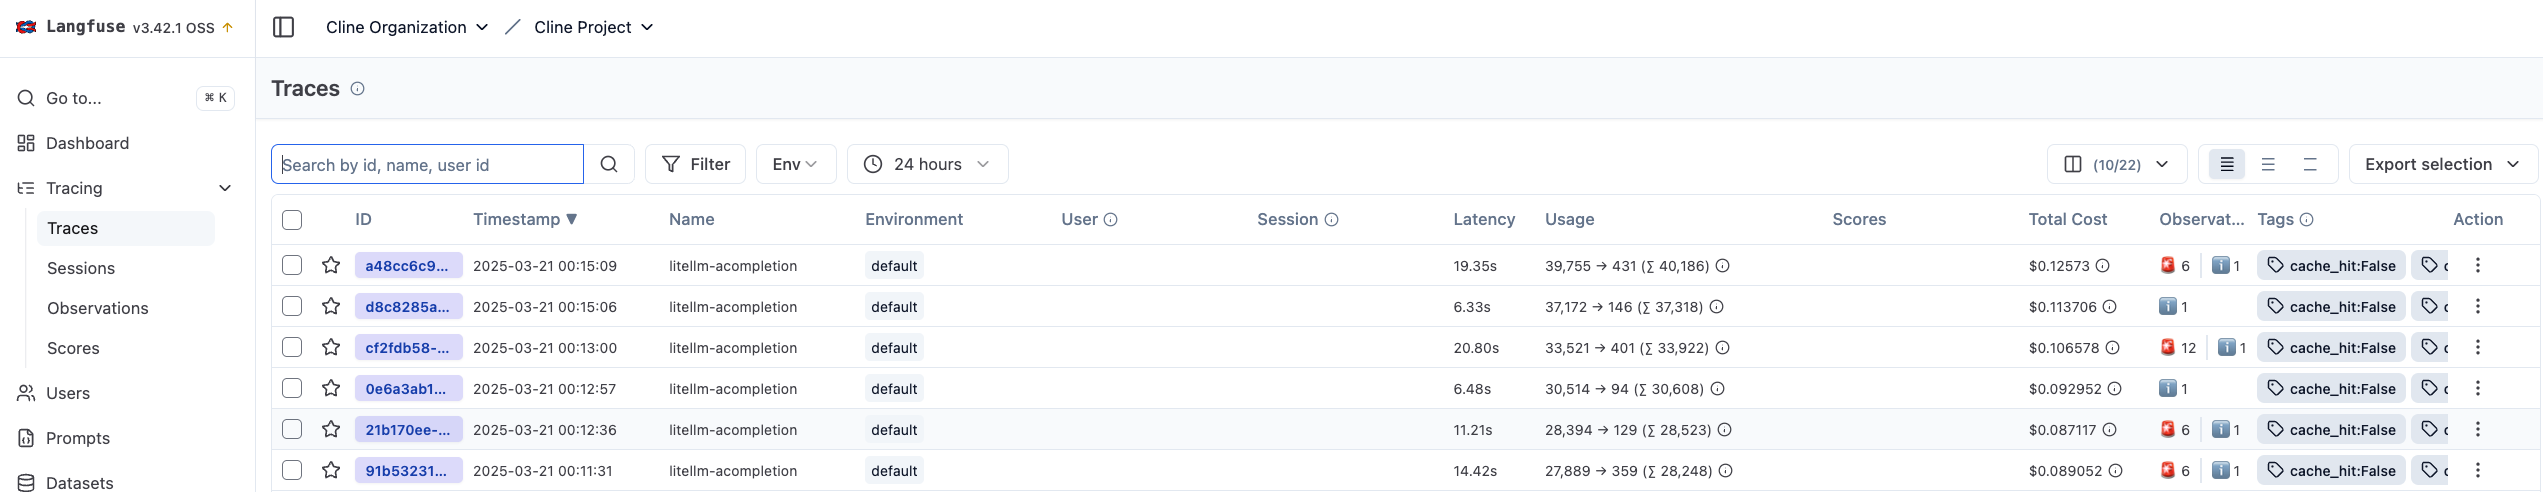 Langfuse v3.42.1 OSS
Cline Organization / Cline Project
Go to... ⌘ K
Dashboard
Tracing
Traces
Sessions
Observations
Scores
Users
Prompts
Datasets
Traces
Search by id, name, user id Filter Env 24 hours (10/22) Export selection
ID Timestamp ▼ Name Environment User Session Latency Usage Scores Total Cost Observat... Tags Action
a48cc6c9... 2025-03-21 00:15:09 litellm-acompletion default 19.35s 39,755 → 431 (∑ 40,186) $0.12573 🚨 6 ℹ️ 1 cache_hit:False
d8c8285a... 2025-03-21 00:15:06 litellm-acompletion default 6.33s 37,172 → 146 (∑ 37,318) $0.113706 ℹ️ 1 cache_hit:False
cf2fdb58-... 2025-03-21 00:13:00 litellm-acompletion default 20.80s 33,521 → 401 (∑ 33,922) $0.106578 🚨 12 ℹ️ 1 cache_hit:False
0e6a3ab1... 2025-03-21 00:12:57 litellm-acompletion default 6.48s 30,514 → 94 (∑ 30,608) $0.092952 ℹ️ 1 cache_hit:False
21b170ee-... 2025-03-21 00:12:36 litellm-acompletion default 11.21s 28,394 → 129 (∑ 28,523) $0.087117 🚨 6 ℹ️ 1 cache_hit:False
91b53231... 2025-03-21 00:11:31 litellm-acompletion default 14.42s 27,889 → 359 (∑ 28,248) $0.089052 🚨 6 ℹ️ 1 cache_hit:False